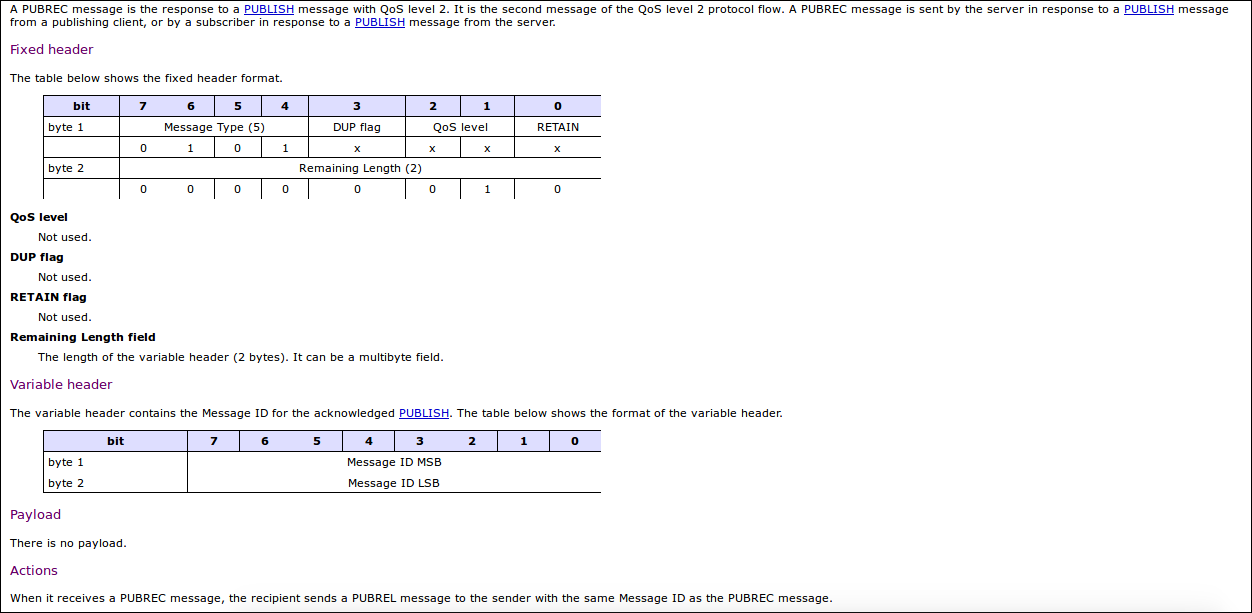 A PUBREC message is the response to a PUBLISH message with QoS level 2. It is the second message of the QoS level 2 protocol flow. A PUBREC message is sent by the server in response to a PUBLISH message
from a publishing client, or by a subscriber in response to a PUBLISH message from the server.
Fixed header
The table below shows the fixed header format.
bit 7 6 5 4 3 2 1 0
byte 1 Message Type (5) DUP flag QoS level RETAIN
0 1 0 1 x x x x
byte 2 Remaining Length (2)
0 0 0 0 0 0 1 0
QoS level
Not used.
DUP flag
Not used.
RETAIN flag
Not used.
Remaining Length field
The length of the variable header (2 bytes). It can be a multibyte field.
Variable header
The variable header contains the Message ID for the acknowledged PUBLISH. The table below shows the format of the variable header.
bit 7 6 5 4 3 2 1 0
byte 1 Message ID MSB
byte 2 Message ID LSB
Payload
There is no payload.
Actions
When it receives a PUBREC message, the recipient sends a PUBREL message to the sender with the same Message ID as the PUBREC message.